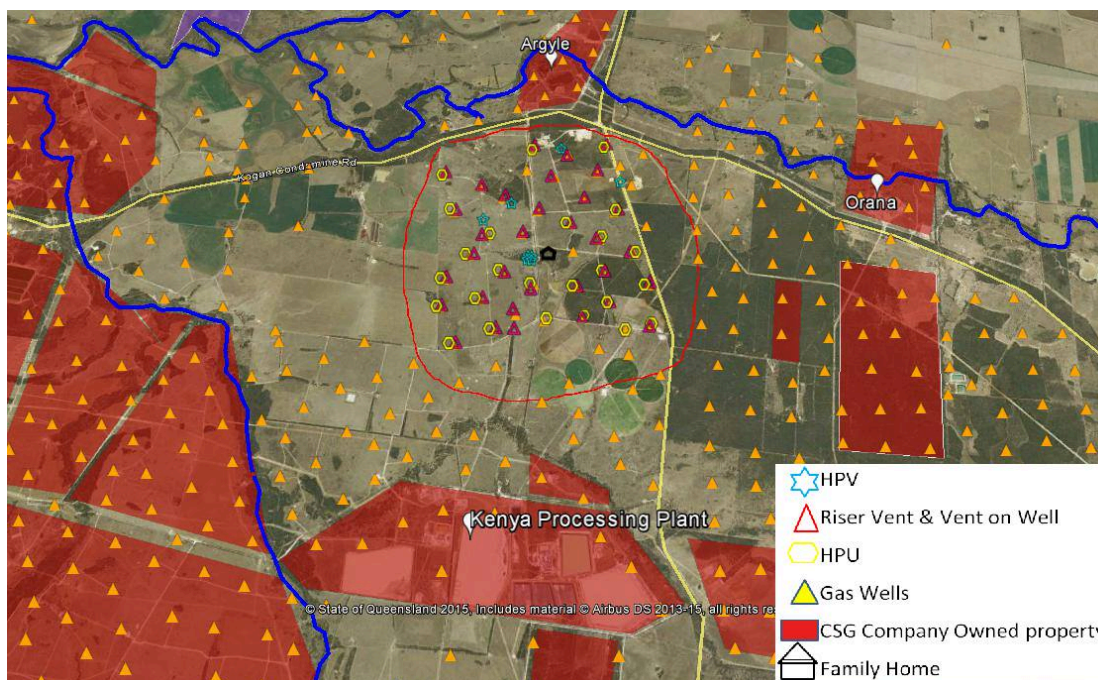 Argyle
Kogan Condamine Rd
Orana
Kenya Processing Plant
© State of Queensland 2015, Includes material © Airbus DS 2013-15, all rights res
HPV
Riser Vent & Vent on Well
HPU
Gas Wells
CSG Company Owned property
Family Home